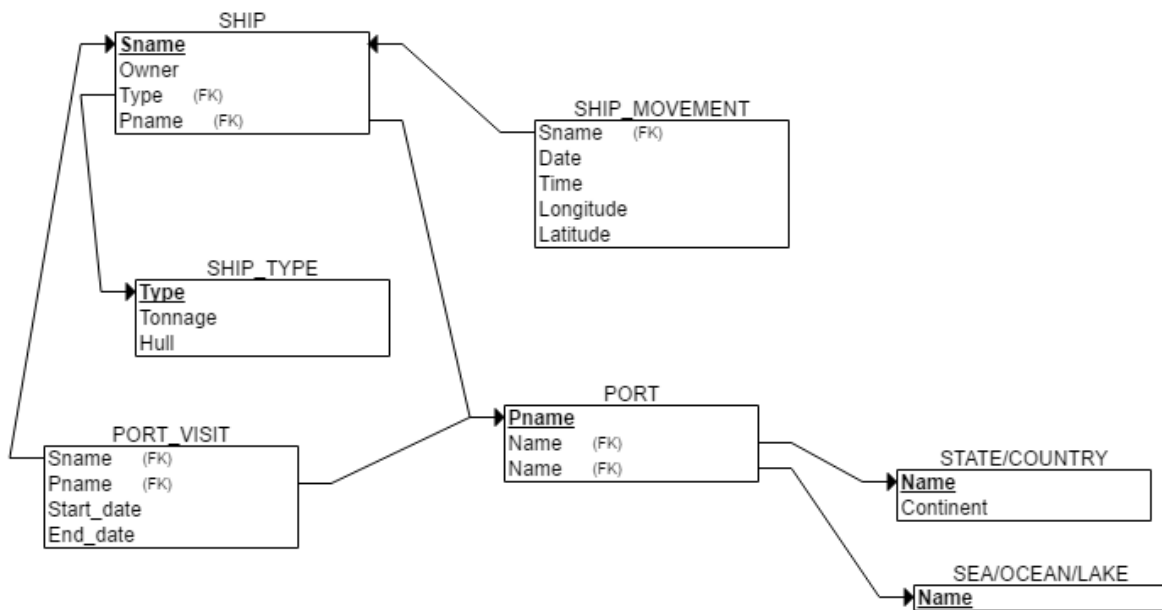 SHIP
Sname
Owner
Type (FK)
Pname (FK)
SHIP_MOVEMENT
Sname (FK)
Date
Time
Longitude
Latitude
SHIP_TYPE
Type
Tonnage
Hull
PORT
Pname
Name (FK)
Name (FK)
PORT_VISIT
Sname (FK)
Pname (FK)
Start_date
End_date
STATE/COUNTRY
Name
Continent
SEA/OCEAN/LAKE
Name